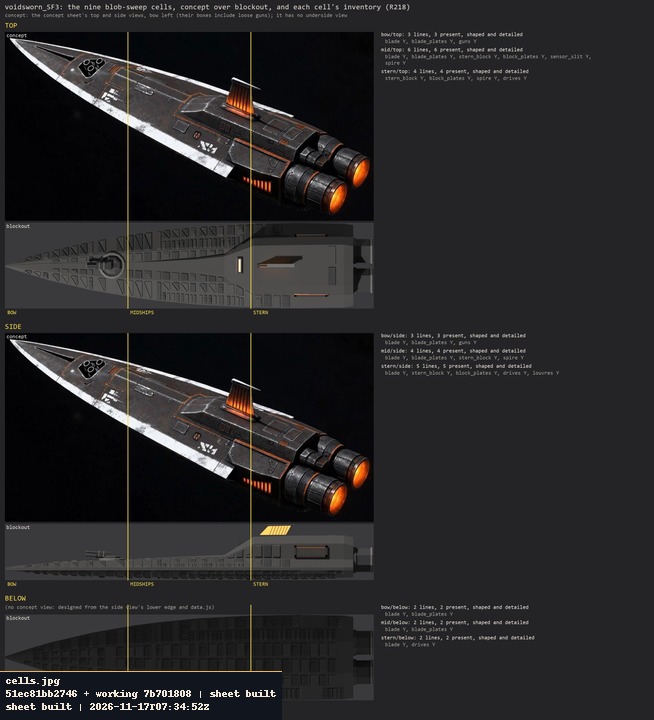 voidsworn_SF3: the nine blob-sweep cells, concept over blockout, and each cell's inventory (R218)
concept: the concept sheet's top and side views, bow left (their boxes include loose guns); it has no underside view
TOP
concept
bow/top: 3 lines, 3 present, shaped and detailed
blade Y, blade_plates Y, guns Y
mid/top: 6 lines, 6 present, shaped and detailed
blade Y, blade_plates Y, stern_block Y, block_plates Y, sensor_slit Y,
spire Y
stern/top: 4 lines, 4 present, shaped and detailed
stern_block Y, block_plates Y, spire Y, drives Y
blockout
BOW
MIDSHIPS
STERN
SIDE
concept
bow/side: 3 lines, 3 present, shaped and detailed
blade Y, blade_plates Y, guns Y
mid/side: 4 lines, 4 present, shaped and detailed
blade Y, blade_plates Y, stern_block Y, spire Y
stern/side: 5 lines, 5 present, shaped and detailed
blade Y, stern_block Y, block_plates Y, drives Y, louvres Y
blockout
BOW
MIDSHIPS
STERN
BELOW
(no concept view: designed from the side view's lower edge and data.js)
bow/below: 2 lines, 2 present, shaped and detailed
blade Y, blade_plates Y
mid/below: 2 lines, 2 present, shaped and detailed
blade Y, blade_plates Y
stern/below: 2 lines, 2 present, shaped and detailed
blade Y, drives Y
blockout
cells.jpg
51ec81bb2746 + working 7b701808 | sheet built
sheet built | 2026-11-17T07:34:52Z